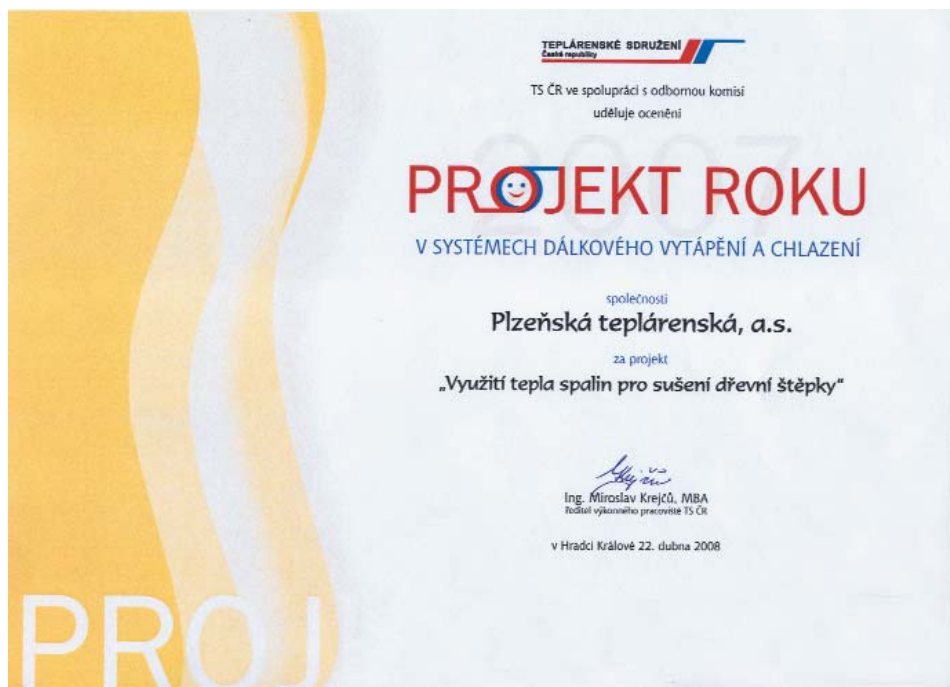 TEPLÁRENSKÉ SDRUŽENÍ
České republiky
TS ČR ve spolupráci s odbornou komisí
uděluje ocenění
2007
PROJEKT ROKU
V SYSTÉMECH DÁLKOVÉHO VYTÁPĚNÍ A CHLAZENÍ
společnosti
Plzeňská teplárenská, a.s.
za projekt
„Využití tepla spalin pro sušení dřevní štěpky“
Ing. Miroslav Krejčů, MBA
ředitel výkonného pracoviště TS ČR
v Hradci Králové 22. dubna 2008
PROJ